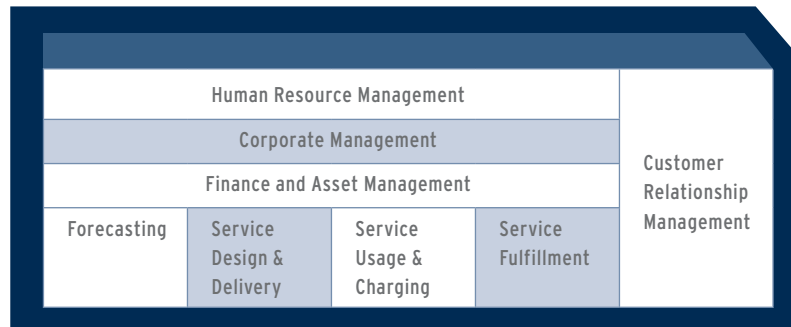 Human Resource Management
Corporate Management
Finance and Asset Management
Forecasting
Service
Design &
Delivery
Service
Usage &
Charging
Service
Fulfillment
Customer
Relationship
Management